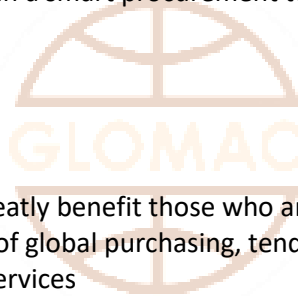 a smart procurement t
GLOMAC
eatly benefit those who ar
of global purchasing, tend
ervices